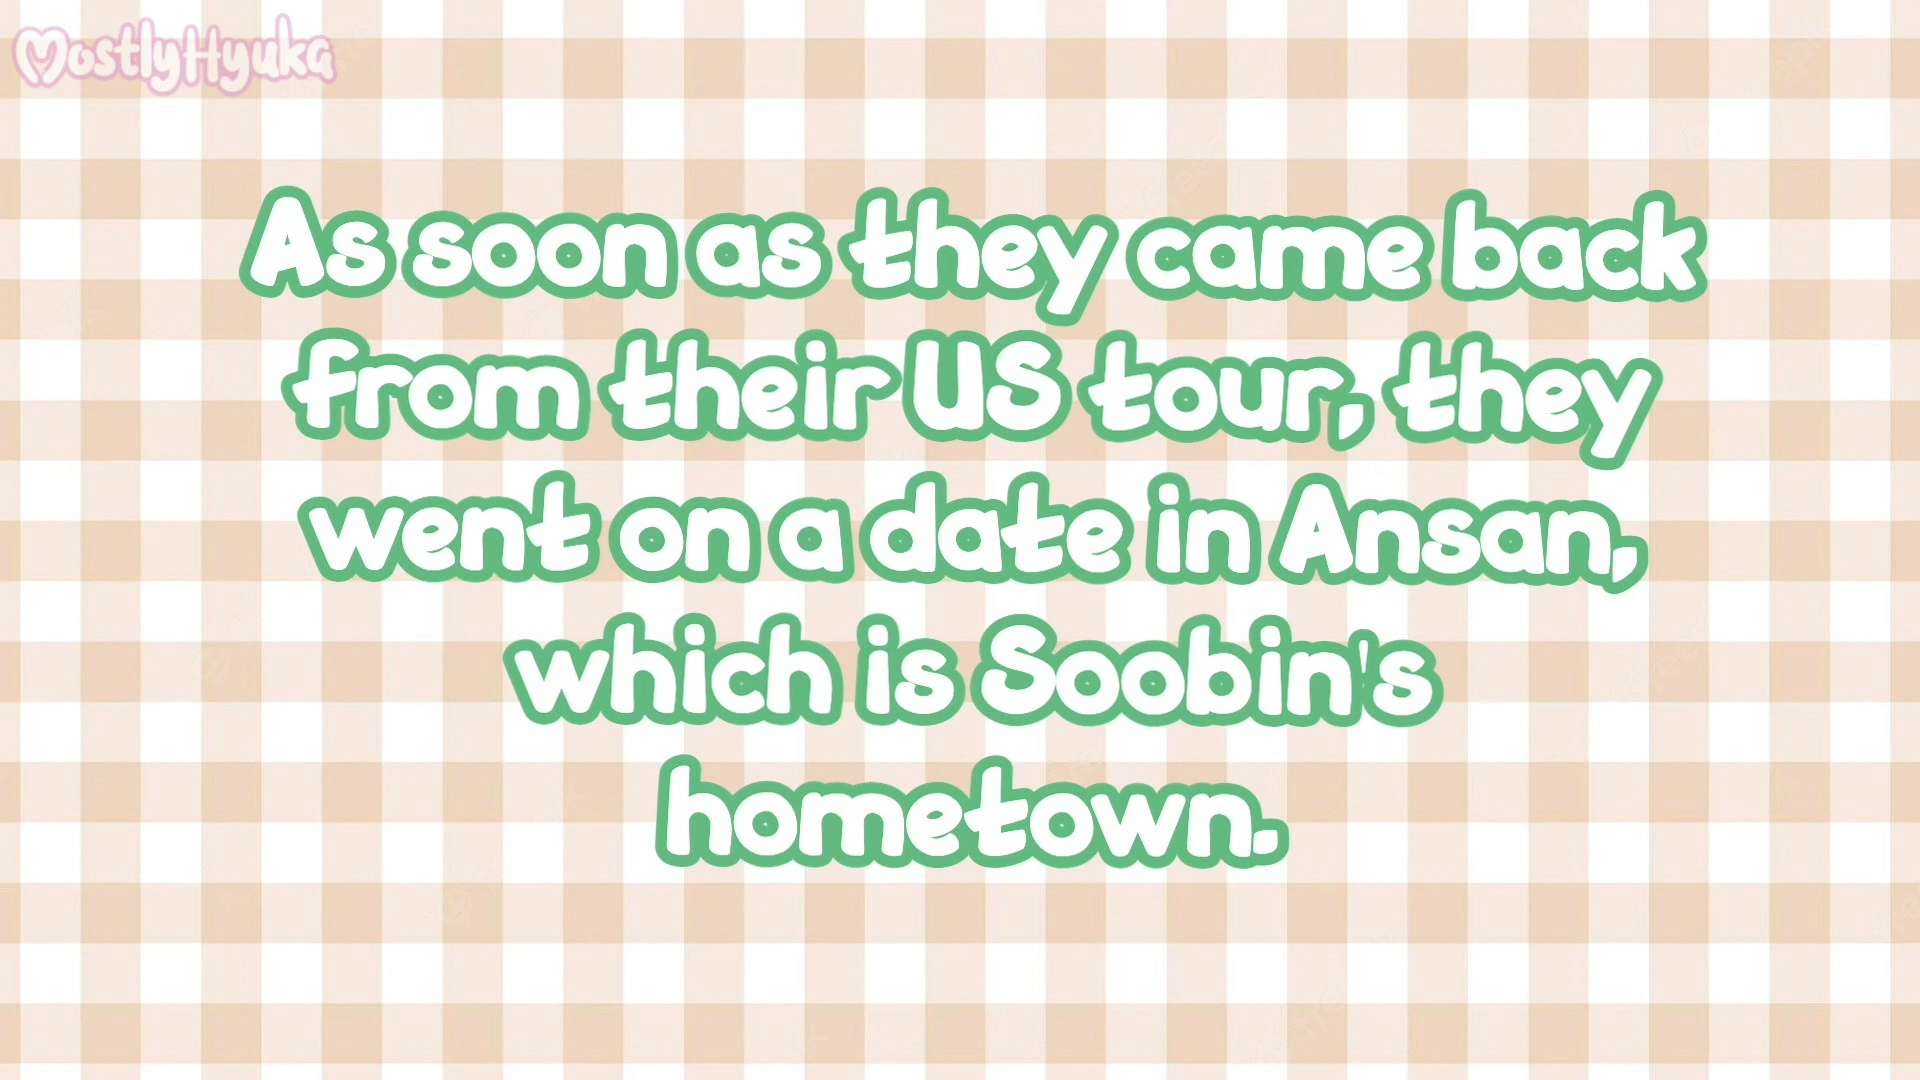 MostlyHyuka
As soon as they came back
from their US tour, they
went on a date in Ansan,
which is Soobin's
hometown.